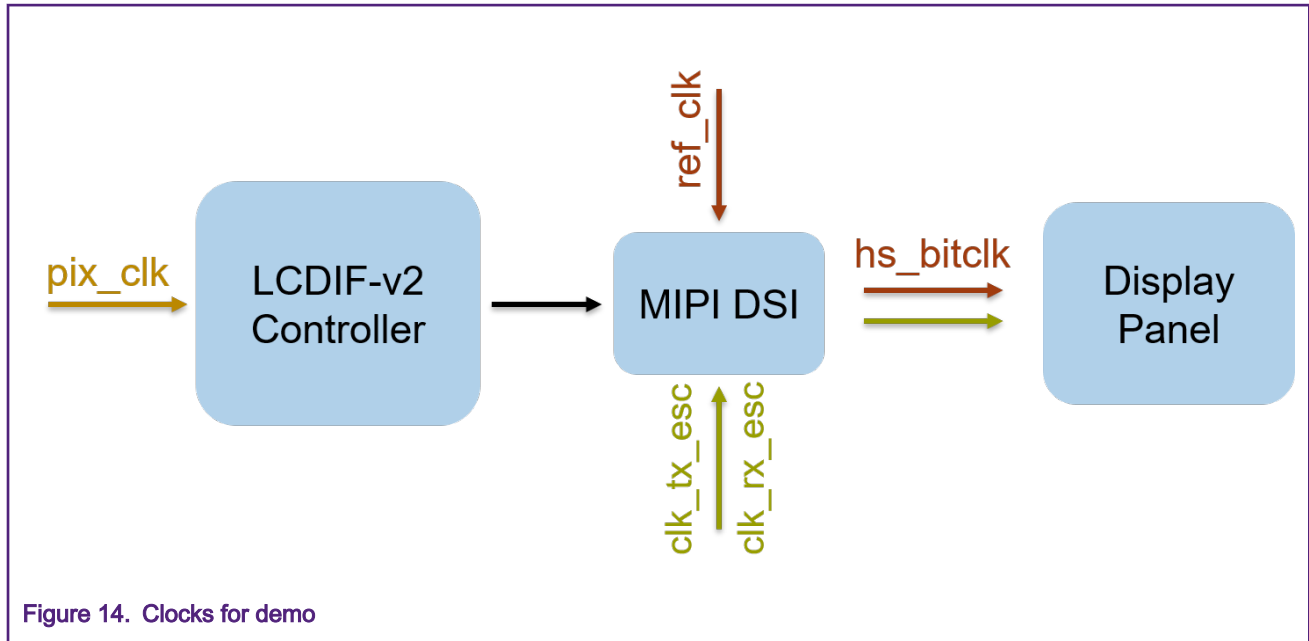 ref_clk
pix_clk
LCDIF-v2
Controller
MIPI DSI
hs_bitclk
Display
Panel
clk_tx_esc
clk_rx_esc
Figure 14. Clocks for demo